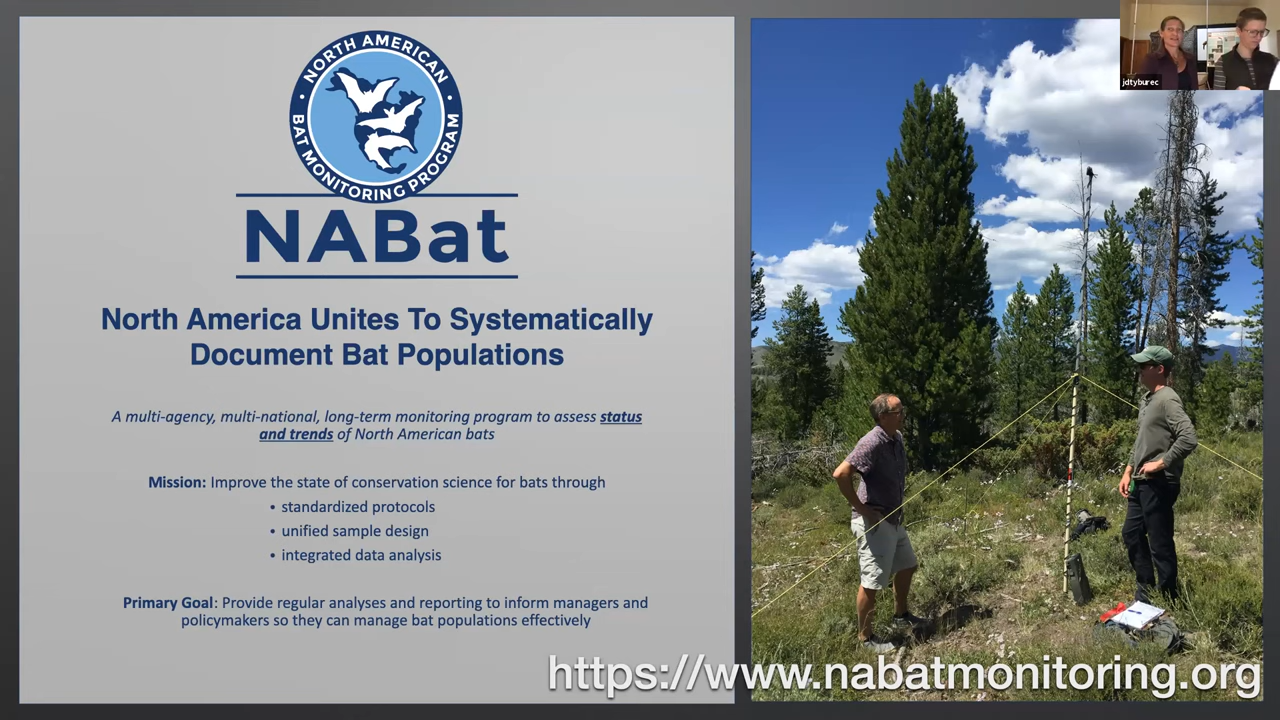 NORTH AMERICAN
BAT MONITORING PROGRAM
NABat
North America Unites To Systematically
Document Bat Populations
A multi-agency, multi-national, long-term monitoring program to assess status
and trends of North American bats
Mission: Improve the state of conservation science for bats through
• standardized protocols
• unified sample design
• integrated data analysis
Primary Goal: Provide regular analyses and reporting to inform managers and
policymakers so they can manage bat populations effectively
https://www.nabatmonitoring.org
jdtyburec